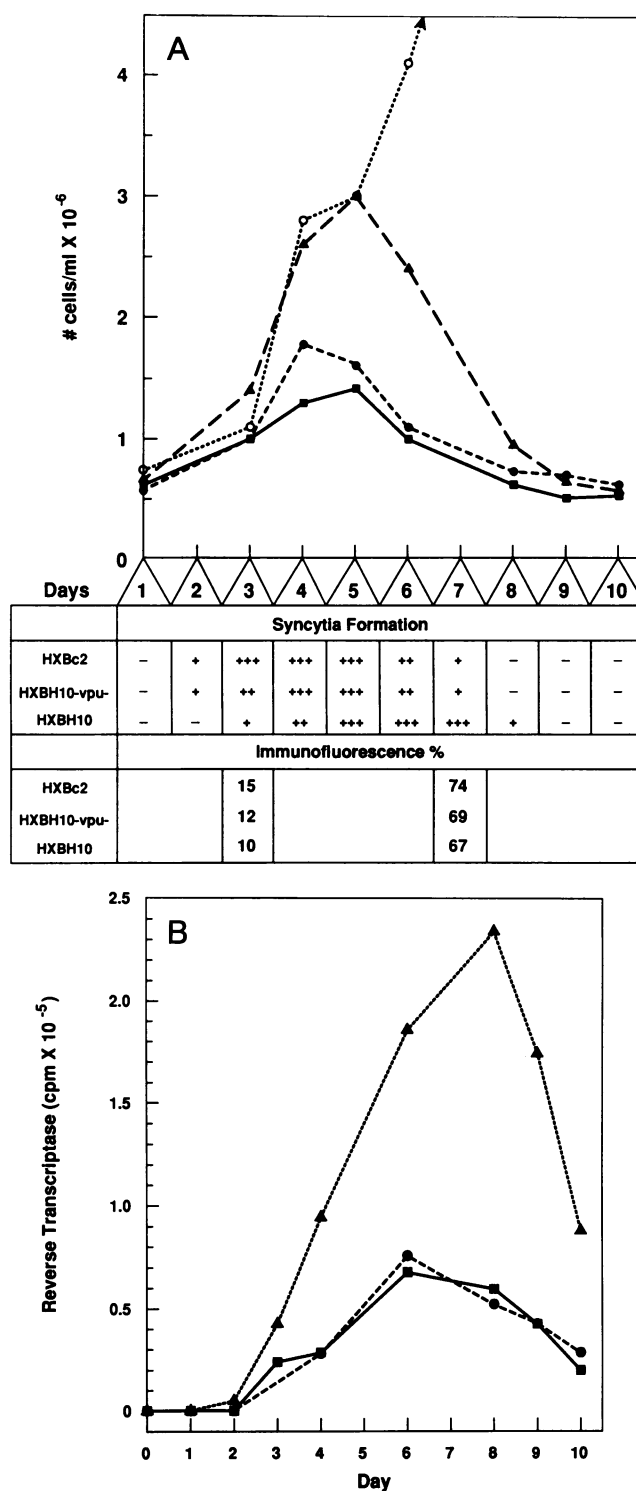 A
4
3
2
1
0
# cells/ml X 10⁻⁶
Days 1 2 3 4 5 6 7 8 9 10
Syncytia Formation
HXBc2 – + +++ +++ +++ ++ + – – –
HXBH10-vpu- – + ++ +++ +++ ++ + – – –
HXBH10 – – + ++ +++ +++ +++ + – –
Immunofluorescence %
HXBc2 15 74
HXBH10-vpu- 12 69
HXBH10 10 67
B
2.5
2.0
1.5
1.0
0.5
0
Reverse Transcriptase (cpm X 10⁻⁵)
0 1 2 3 4 5 6 7 8 9 10
Day